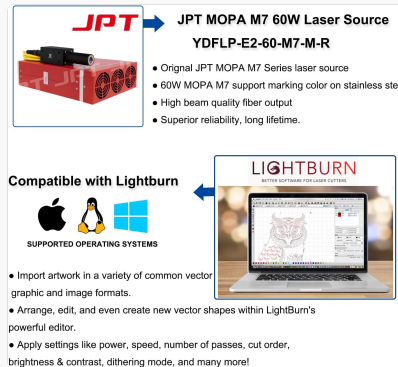 JPT
JPT MOPA M7 60W Laser Source
YDFLP-E2-60-M7-M-R
● Orignal JPT MOPA M7 Series laser source
● 60W MOPA M7 support marking color on stainless ste
● High beam quality fiber output
● Superior reliability, long lifetime.
LIGHTBURN
BETTER SOFTWARE FOR LASER CUTTERS
Compatible with Lightburn
SUPPORTED OPERATING SYSTEMS
● Import artwork in a variety of common vector
graphic and image formats.
● Arrange, edit, and even create new vector shapes within LightBurn's
powerful editor.
● Apply settings like power, speed, number of passes, cut order,
brightness & contrast, dithering mode, and many more!